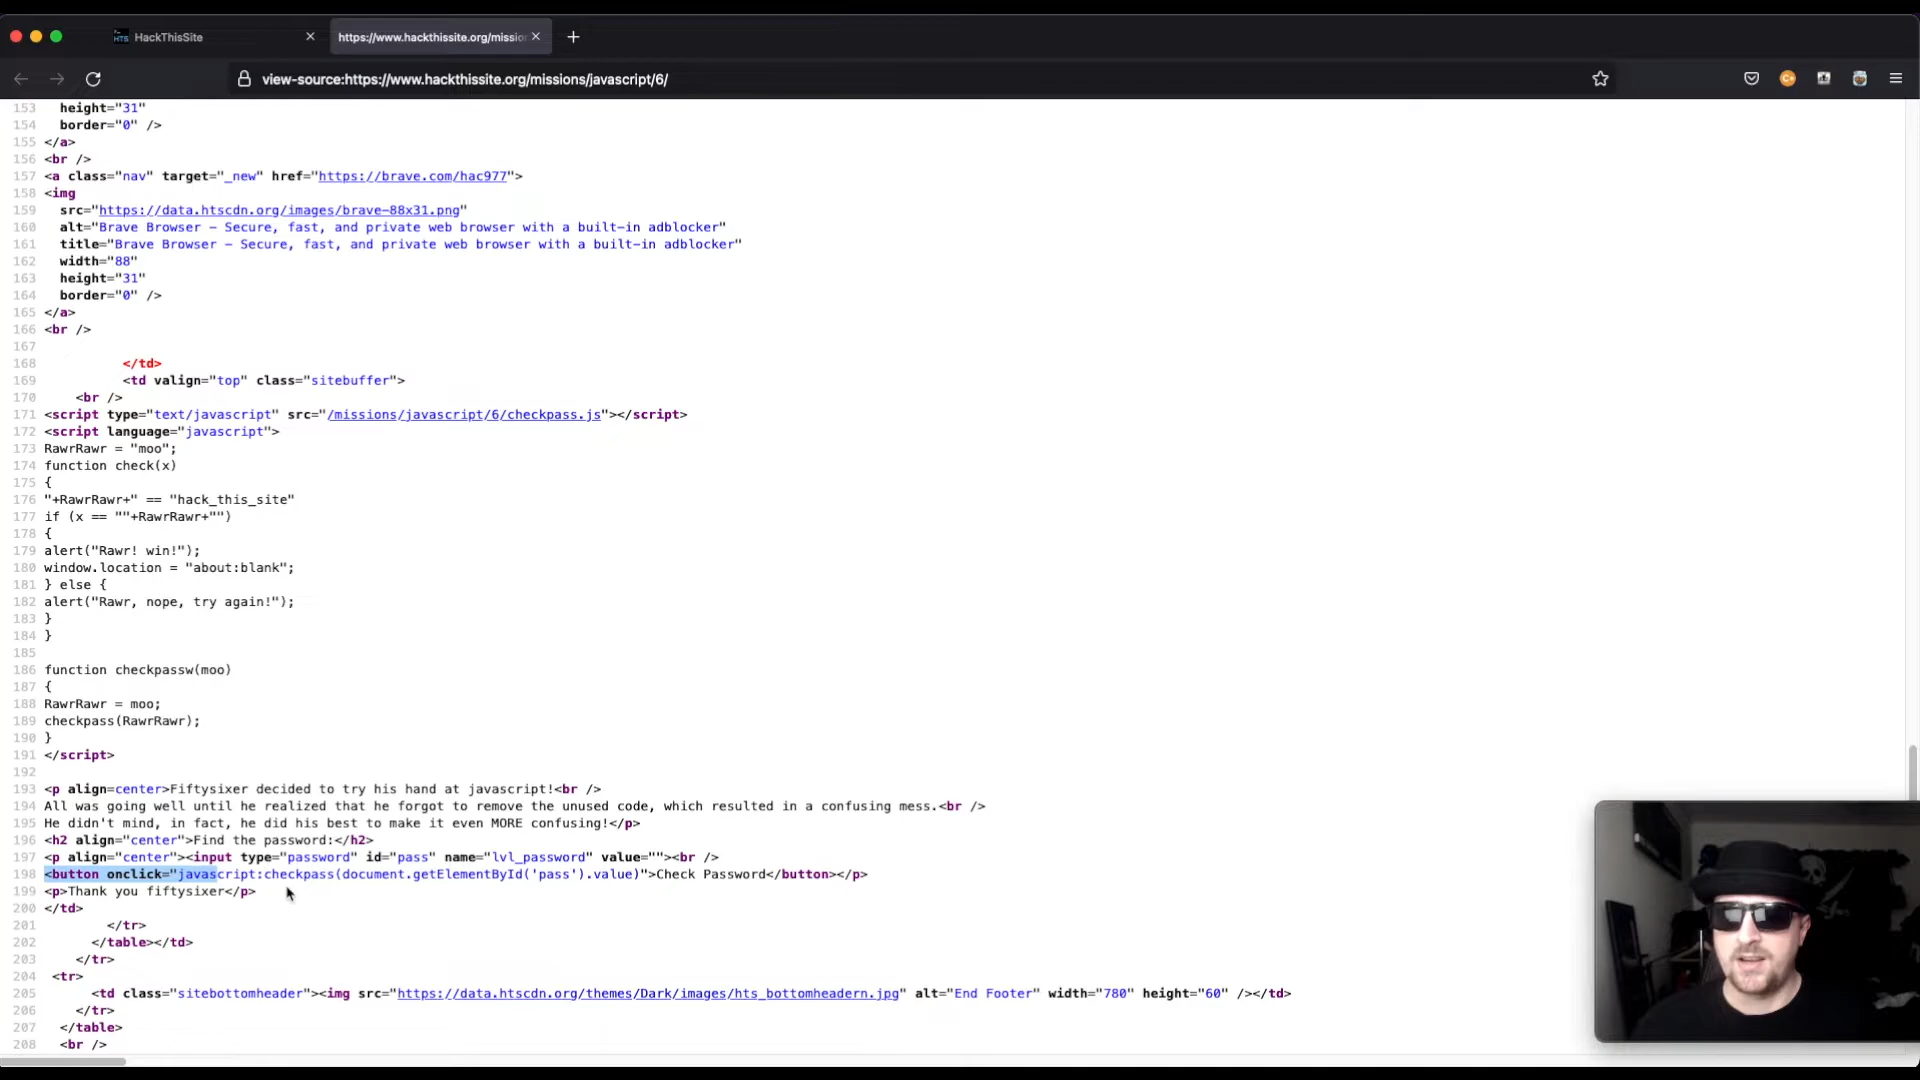 HTS HackThisSite
https://www.hackthissite.org/missio
view-source:https://www.hackthissite.org/missions/javascript/6/
153 height="31"
154 border="0" />
155 </a>
156 <br />
157 <a class="nav" target="_new" href="https://brave.com/hac977">
158 <img
159 src="https://data.htscdn.org/images/brave-88x31.png"
160 alt="Brave Browser – Secure, fast, and private web browser with a built-in adblocker"
161 title="Brave Browser – Secure, fast, and private web browser with a built-in adblocker"
162 width="88"
163 height="31"
164 border="0" />
165 </a>
166 <br />
167
168 </td>
169 <td valign="top" class="sitebuffer">
170 <br />
171 <script type="text/javascript" src="/missions/javascript/6/checkpass.js"></script>
172 <script language="javascript">
173 RawrRawr = "moo";
174 function check(x)
175 {
176 "+RawrRawr+" == "hack_this_site"
177 if (x == ""+RawrRawr+"")
178 {
179 alert("Rawr! win!");
180 window.location = "about:blank";
181 } else {
182 alert("Rawr, nope, try again!");
183 }
184 }
185
186 function checkpassw(moo)
187 {
188 RawrRawr = moo;
189 checkpass(RawrRawr);
190 }
191 </script>
192
193 <p align=center>Fiftysixer decided to try his hand at javascript!<br />
194 All was going well until he realized that he forgot to remove the unused code, which resulted in a confusing mess.<br />
195 He didn't mind, in fact, he did his best to make it even MORE confusing!</p>
196 <h2 align="center">Find the password:</h2>
197 <p align="center"><input type="password" id="pass" name="lvl_password" value=""><br />
198 <button onclick="javascript:checkpass(document.getElementById('pass').value)">Check Password</button></p>
199 <p>Thank you fiftysixer</p>
200 </td>
201 </tr>
202 </table></td>
203 </tr>
204 <tr>
205 <td class="sitebottomheader"><img src="https://data.htscdn.org/themes/Dark/images/hts_bottomheadern.jpg" alt="End Footer" width="780" height="60" /></td>
206 </tr>
207 </table>
208 <br />